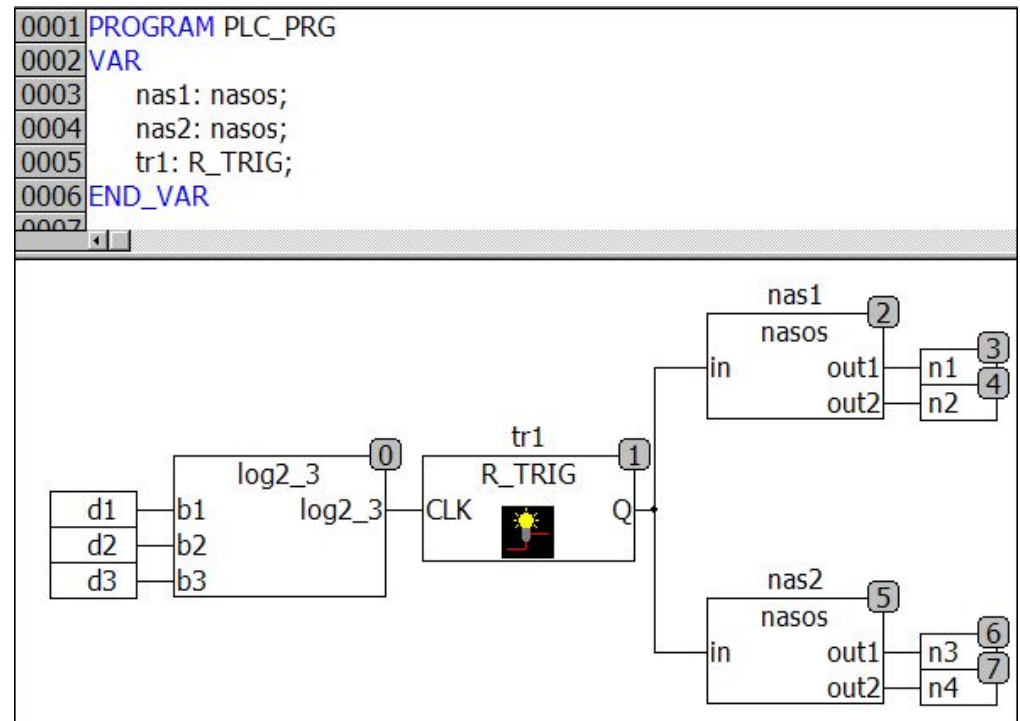 0001 PROGRAM PLC_PRG
0002 VAR
0003 nas1: nasos;
0004 nas2: nasos;
0005 tr1: R_TRIG;
0006 END_VAR
0007
nas1
2
nasos
in out1 n1 3
out2 n2 4
0
log2_3
d1 b1 log2_3
d2 b2
d3 b3
tr1
1
R_TRIG
CLK Q
nas2
5
nasos
in out1 n3 6
out2 n4 7